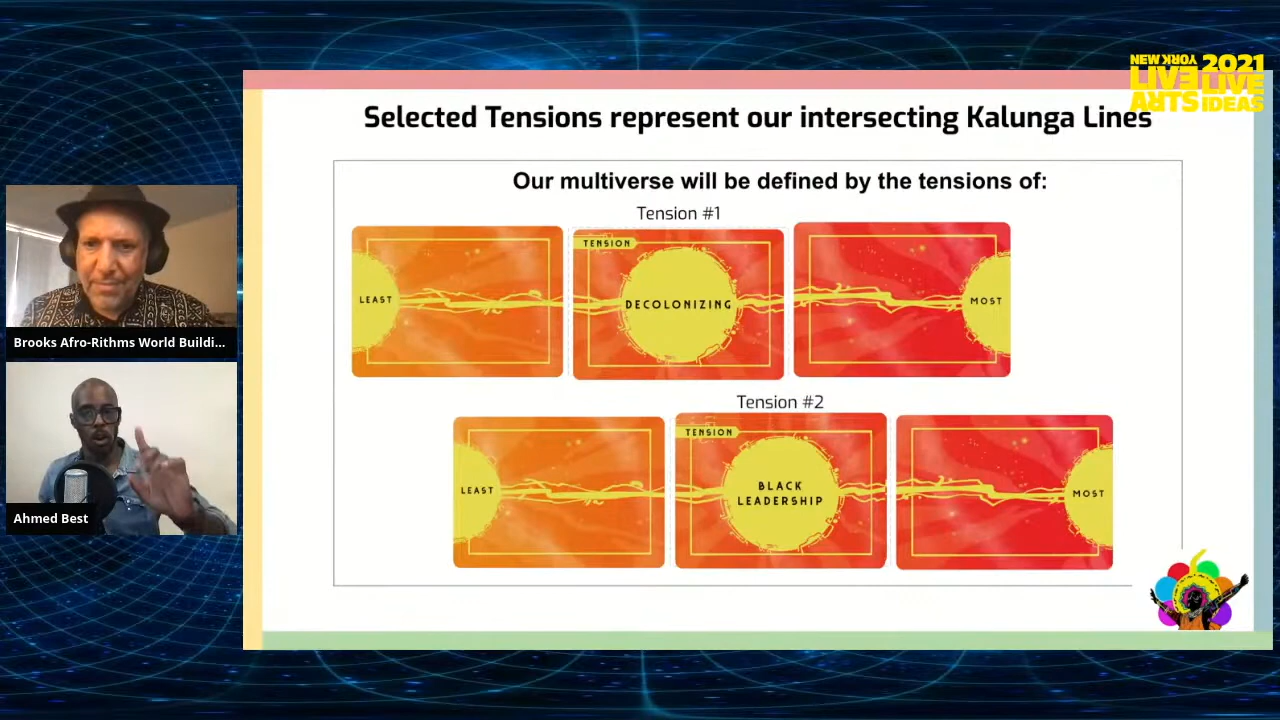 NEW YORK 2021
LIVE LIVE
ARTS IDEAS
Selected Tensions represent our intersecting Kalunga Lines
Our multiverse will be defined by the tensions of:
Tension #1
TENSION
LEAST
DECOLONIZING
MOST
Tension #2
TENSION
LEAST
BLACK
LEADERSHIP
MOST
Brooks Afro-Rithms World Buildi...
Ahmed Best